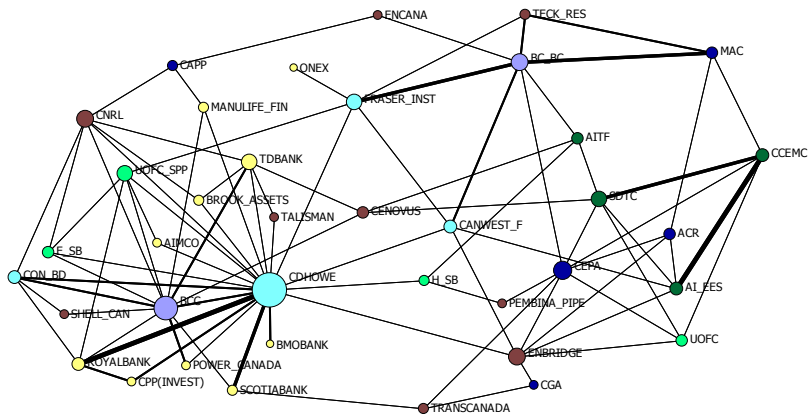 ENCANA
TECK_RES
MAC
CAPP
ONEX
BC_BC
MANULIFE_FIN
FRASER_INST
CNRL
AITF
CCEMC
UOFC_SPP
TDBANK
BROOK_ASSETS
SDTC
TALISMAN
CENOVUS
CANWEST_F
ACR
AIMCO
E_SB
CON_BD
CDHOWE
H_SB
CEPA
AI_EES
SHELL_CAN
BCC
PEMBINA_PIPE
BMOBANK
UOFC
ROYALBANK
POWER_CANADA
ENBRIDGE
CPP(INVEST)
SCOTIABANK
CGA
TRANSCANADA